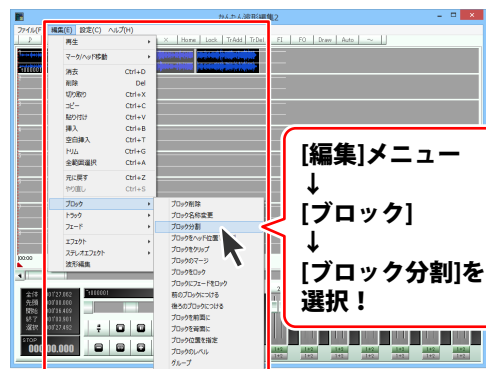 かんたん波形編集2
ファイル(F 編集(E) 設定(C) ヘルプ(H)
Home Lock TrAdd TrDel FI FO Draw Auto ～
再生
マーク/ヘッド移動
消去 Ctrl+D
削除 Del
切り取り Ctrl+X
コピー Ctrl+C
貼り付け Ctrl+V
挿入 Ctrl+B
空白挿入 Ctrl+T
トリム Ctrl+G
全範囲選択 Ctrl+A
元に戻す Ctrl+Z
やり直し Ctrl+S
ブロック
トラック
フェード
エフェクト
ステレオエフェクト
波形編集
ブロック削除
ブロック名称変更
ブロック分割
ブロックをヘッド位置
ブロックをクリップ
ブロックのマージ
ブロックをロック
ブロックにフェードをロック
前のブロックにつける
後ろのブロックにつける
ブロックを前面に
ブロックを背面に
ブロック位置を指定
ブロックのレベル
グループ
[編集]メニュー
↓
[ブロック]
↓
[ブロック分割]を
選択！
00:00
全体
先頭
開始
終了
選択
STOP